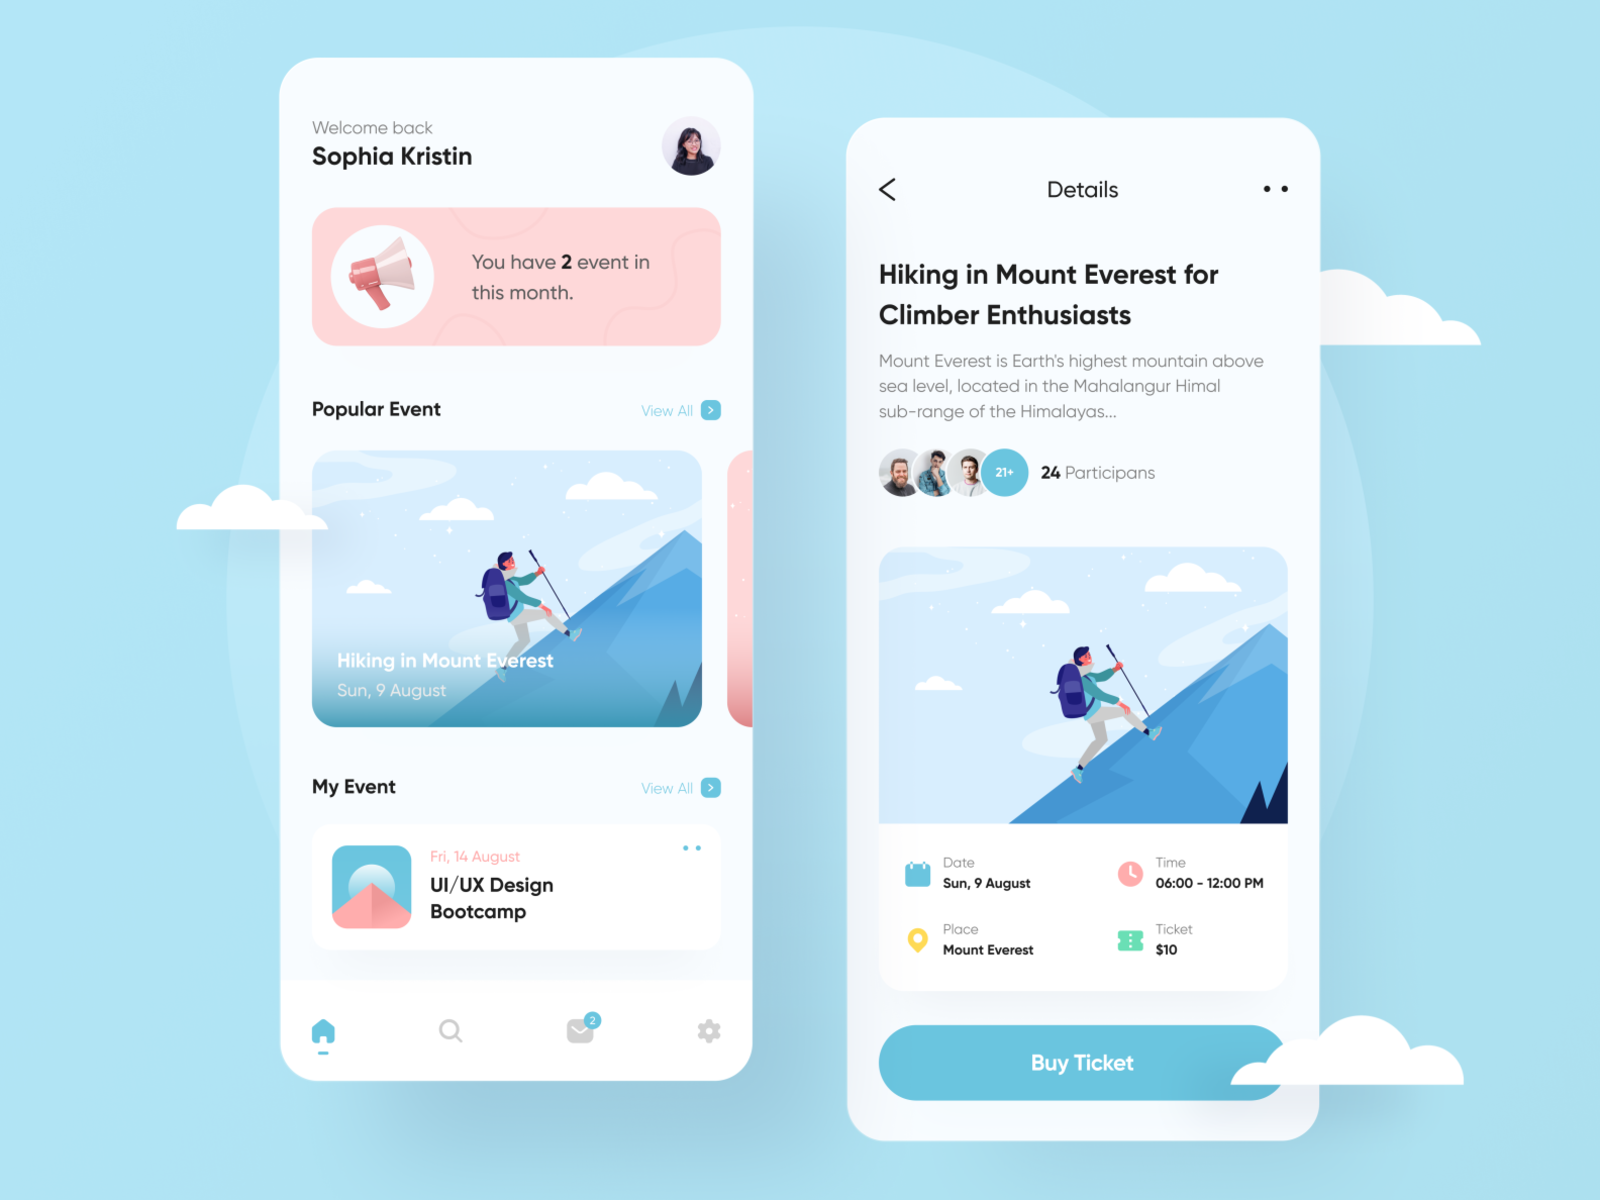 Welcome back
Sophia Kristin
You have 2 event in
this month.
Popular Event
View All
Hiking in Mount Everest
Sun, 9 August
My Event
View All
Fri, 14 August
UI/UX Design
Bootcamp
2
Details
Hiking in Mount Everest for
Climber Enthusiasts
Mount Everest is Earth's highest mountain above
sea level, located in the Mahalangur Himal
sub-range of the Himalayas...
21+
24 Participans
Date
Sun, 9 August
Time
06:00 - 12:00 PM
Place
Mount Everest
Ticket
$10
Buy Ticket